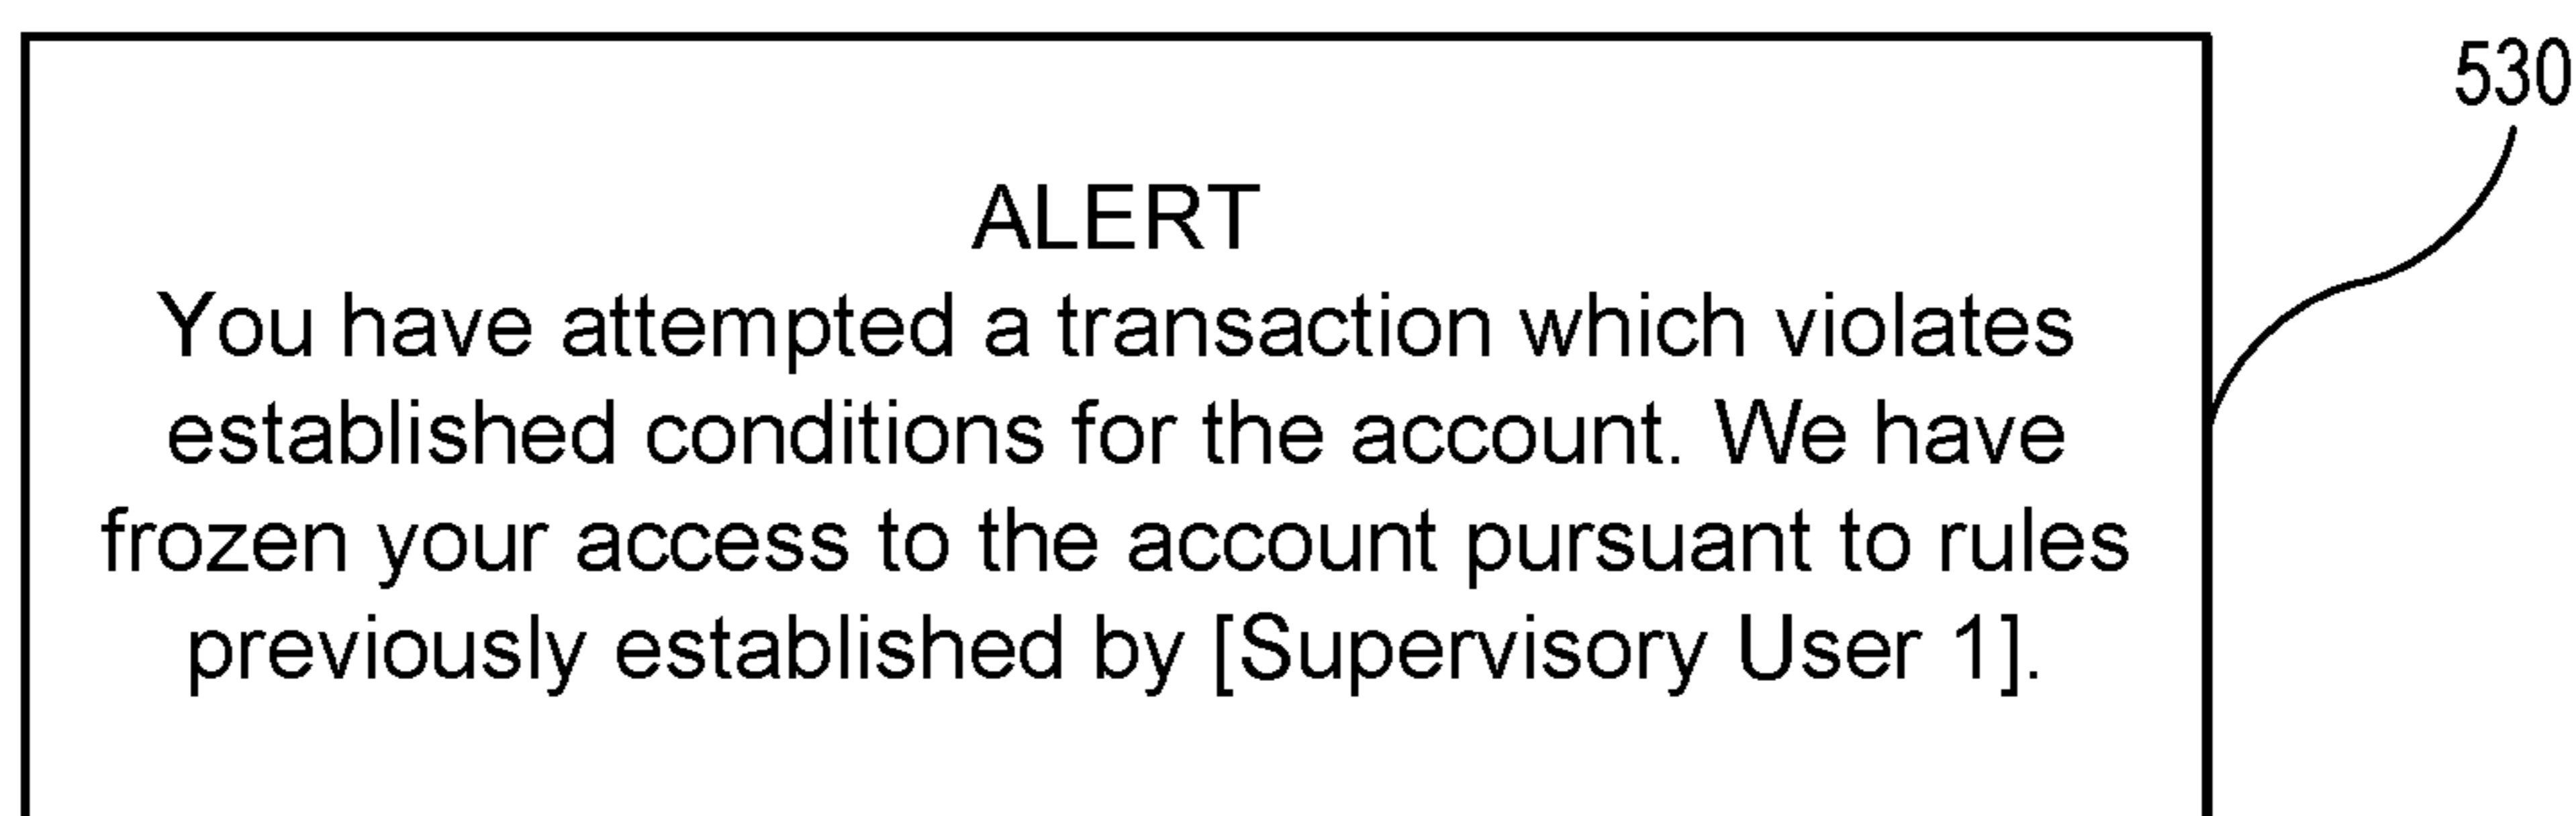 530
ALERT
You have attempted a transaction which violates
established conditions for the account. We have
frozen your access to the account pursuant to rules
previously established by [Supervisory User 1].